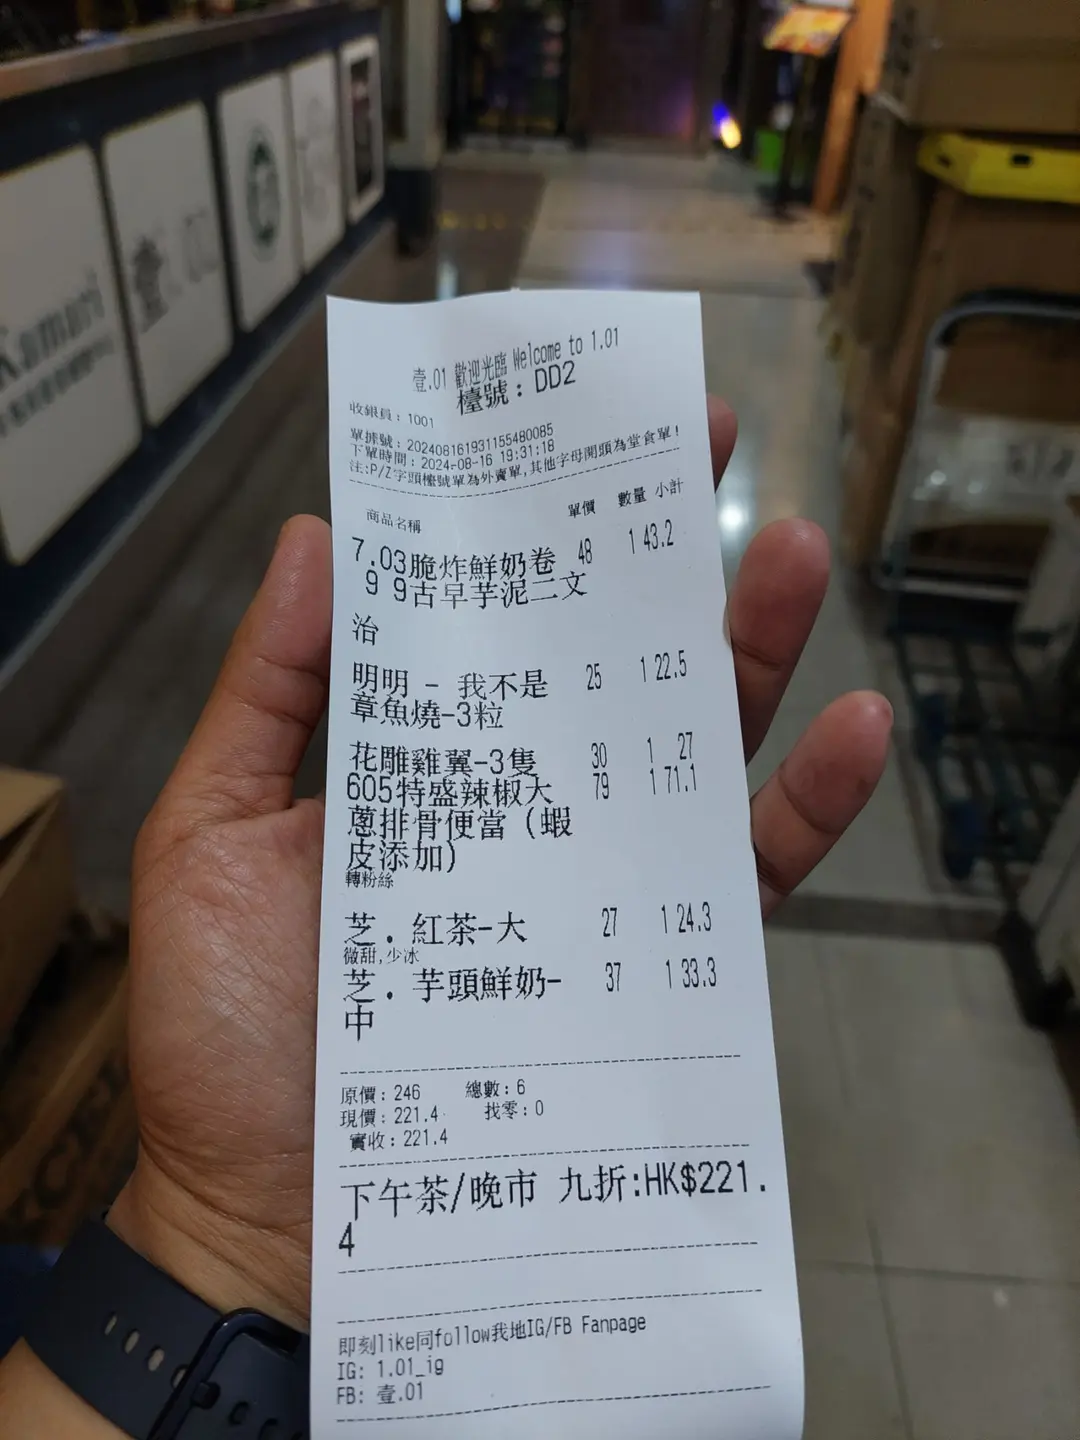 Kamari
壹.01
壹.01 歡迎光臨 Welcome to 1.01
檯號: DD2
收銀員: 1001
單據號: 202408161931155480085
下單時間: 2024-08-16 19:31:18
注:P/Z字頭檯號單為外賣單,其他字母開頭為堂食單!
商品名稱 單價 數量 小計
7.03脆炸鮮奶卷 48 1 43.2
9 9古早芋泥二文
治
明明 - 我不是 25 1 22.5
章魚燒-3粒
花雕雞翼-3隻 30 1 27
605特盛辣椒大 79 1 71.1
蔥排骨便當(蝦
皮添加)
轉粉絲
芝.紅茶-大 27 1 24.3
微甜,少冰
芝.芋頭鮮奶- 37 1 33.3
中
原價: 246 總數: 6
現價: 221.4 找零: 0
實收: 221.4
下午茶/晚市 九折:HK$221.
4
即刻like同follow我地IG/FB Fanpage
IG: 1.01_ig
FB: 壹.01